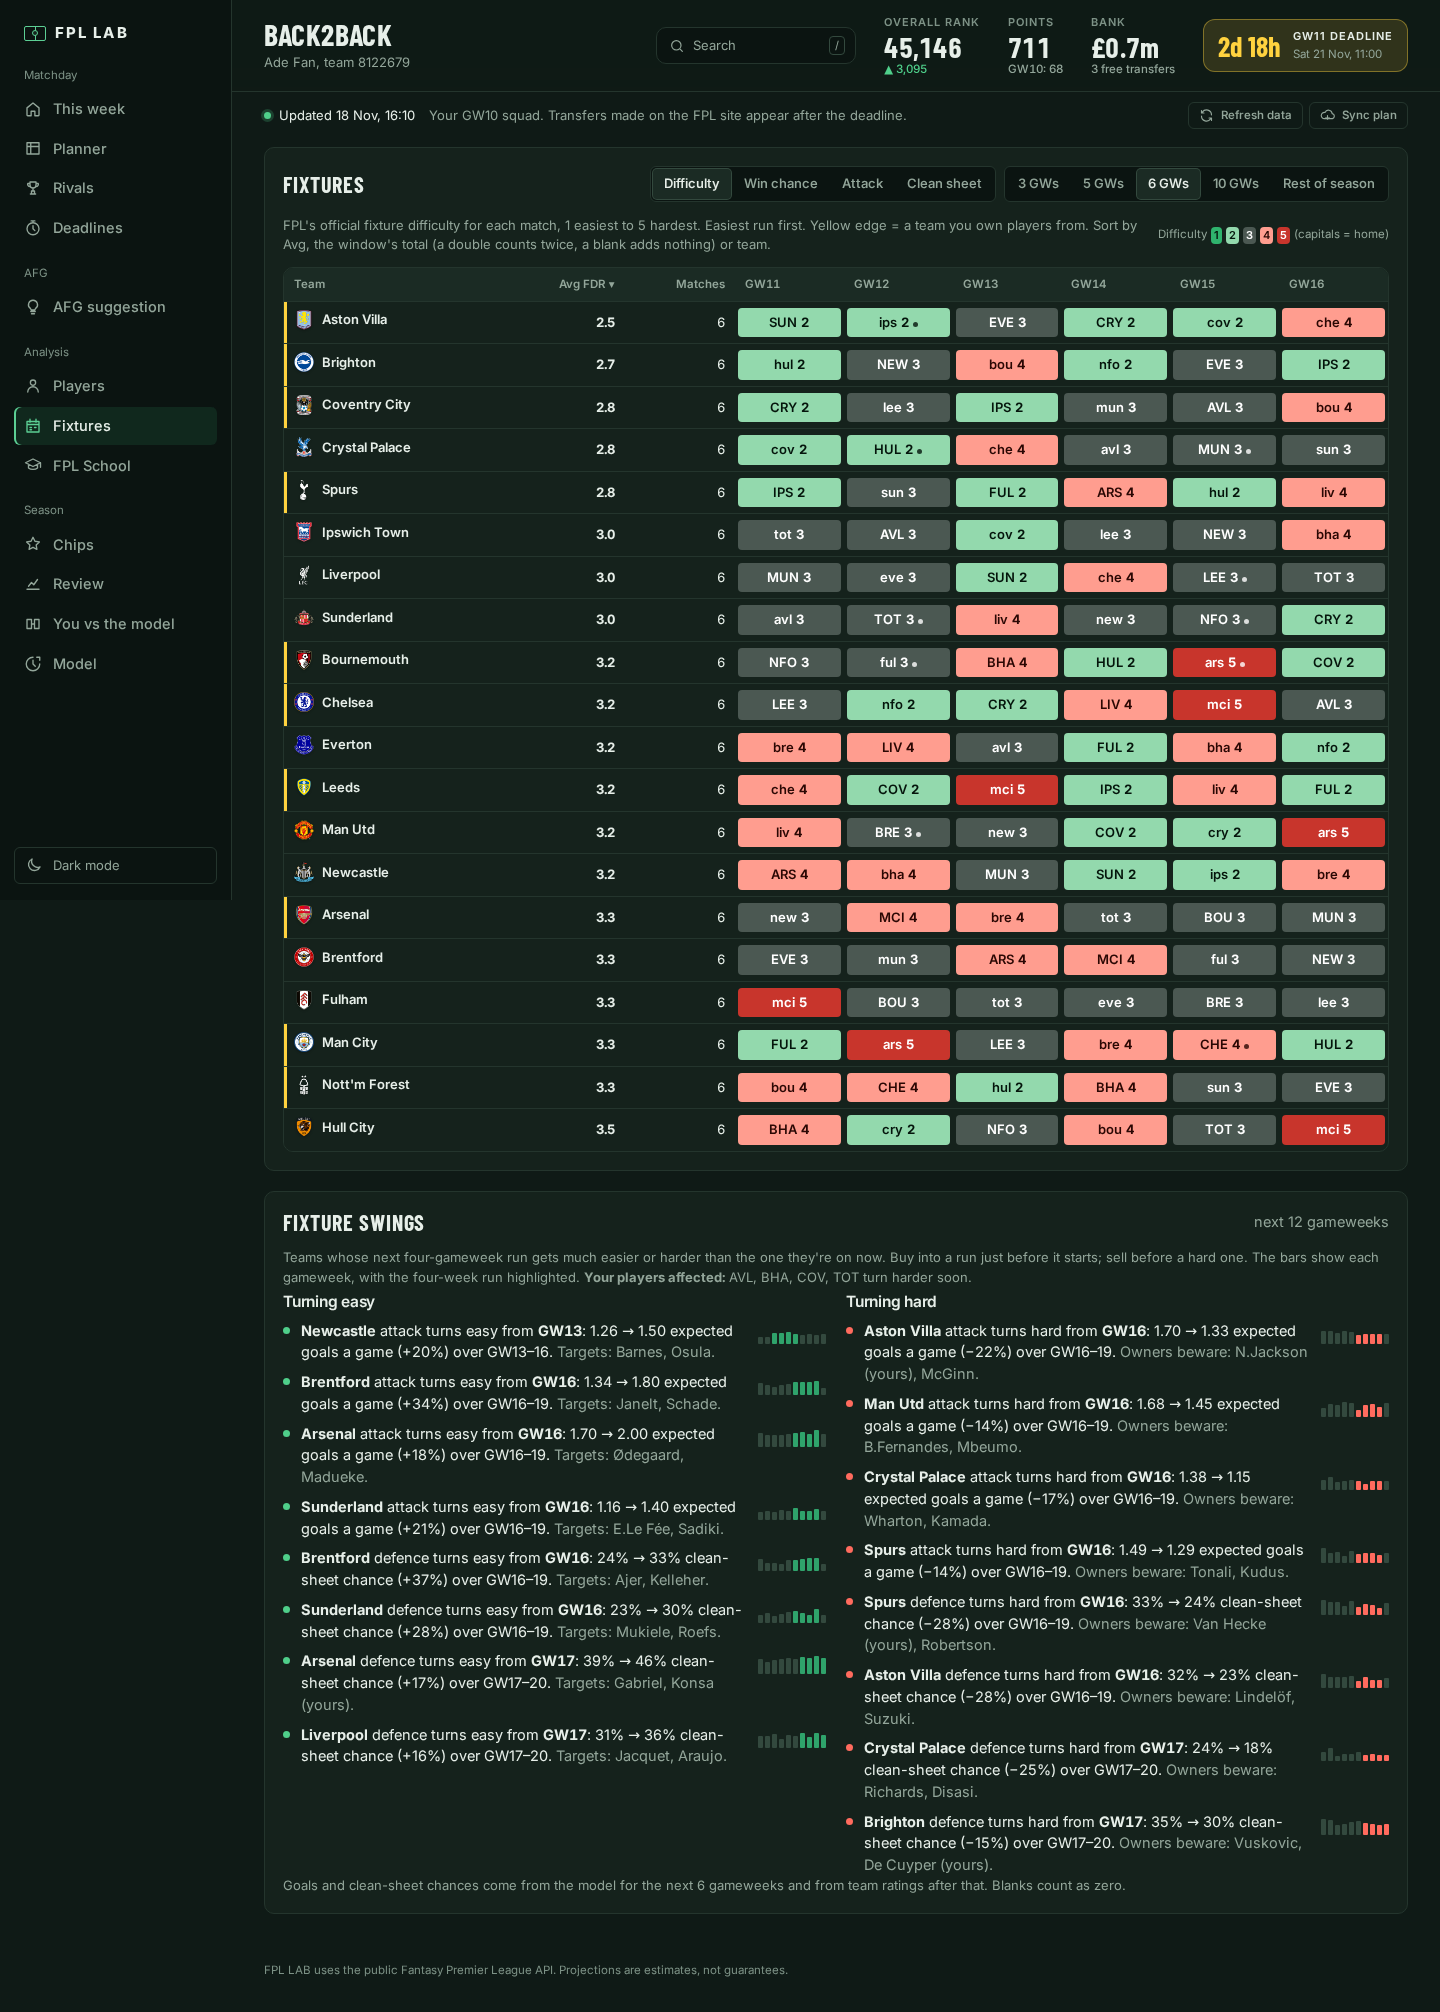 FPL LAB
Matchday
This week
Planner
Rivals
Deadlines
AFG
AFG suggestion
Analysis
Players
Fixtures
FPL School
Season
Chips
Review
You vs the model
Model
Dark mode
BACK2BACK
Ade Fan, team 8122679
Search /
OVERALL RANK
45,146
▲ 3,095
POINTS
711
GW10: 68
BANK
£0.7m
3 free transfers
2d 18h
GW11 DEADLINE
Sat 21 Nov, 11:00
Updated 18 Nov, 16:10 Your GW10 squad. Transfers made on the FPL site appear after the deadline.
Refresh data
Sync plan
FIXTURES
Difficulty Win chance Attack Clean sheet
3 GWs 5 GWs 6 GWs 10 GWs Rest of season
FPL's official fixture difficulty for each match, 1 easiest to 5 hardest. Easiest run first. Yellow edge = a team you own players from. Sort by
Avg, the window's total (a double counts twice, a blank adds nothing) or team.
Difficulty 1 2 3 4 5 (capitals = home)
Team Avg FDR ▾ Matches GW11 GW12 GW13 GW14 GW15 GW16
Aston Villa 2.5 6 SUN 2 ips 2 • EVE 3 CRY 2 cov 2 che 4
Brighton 2.7 6 hul 2 NEW 3 bou 4 nfo 2 EVE 3 IPS 2
Coventry City 2.8 6 CRY 2 lee 3 IPS 2 mun 3 AVL 3 bou 4
Crystal Palace 2.8 6 cov 2 HUL 2 • che 4 avl 3 MUN 3 • sun 3
Spurs 2.8 6 IPS 2 sun 3 FUL 2 ARS 4 hul 2 liv 4
Ipswich Town 3.0 6 tot 3 AVL 3 cov 2 lee 3 NEW 3 bha 4
Liverpool 3.0 6 MUN 3 eve 3 SUN 2 che 4 LEE 3 • TOT 3
Sunderland 3.0 6 avl 3 TOT 3 • liv 4 new 3 NFO 3 • CRY 2
Bournemouth 3.2 6 NFO 3 ful 3 • BHA 4 HUL 2 ars 5 • COV 2
Chelsea 3.2 6 LEE 3 nfo 2 CRY 2 LIV 4 mci 5 AVL 3
Everton 3.2 6 bre 4 LIV 4 avl 3 FUL 2 bha 4 nfo 2
Leeds 3.2 6 che 4 COV 2 mci 5 IPS 2 liv 4 FUL 2
Man Utd 3.2 6 liv 4 BRE 3 • new 3 COV 2 cry 2 ars 5
Newcastle 3.2 6 ARS 4 bha 4 MUN 3 SUN 2 ips 2 bre 4
Arsenal 3.3 6 new 3 MCI 4 bre 4 tot 3 BOU 3 MUN 3
Brentford 3.3 6 EVE 3 mun 3 ARS 4 MCI 4 ful 3 NEW 3
Fulham 3.3 6 mci 5 BOU 3 tot 3 eve 3 BRE 3 lee 3
Man City 3.3 6 FUL 2 ars 5 LEE 3 bre 4 CHE 4 • HUL 2
Nott'm Forest 3.3 6 bou 4 CHE 4 hul 2 BHA 4 sun 3 EVE 3
Hull City 3.5 6 BHA 4 cry 2 NFO 3 bou 4 TOT 3 mci 5
FIXTURE SWINGS
next 12 gameweeks
Teams whose next four-gameweek run gets much easier or harder than the one they're on now. Buy into a run just before it starts; sell before a hard one. The bars show each
gameweek, with the four-week run highlighted. Your players affected: AVL, BHA, COV, TOT turn harder soon.
Turning easy
Newcastle attack turns easy from GW13: 1.26 → 1.50 expected
goals a game (+20%) over GW13–16. Targets: Barnes, Osula.
Brentford attack turns easy from GW16: 1.34 → 1.80 expected
goals a game (+34%) over GW16–19. Targets: Janelt, Schade.
Arsenal attack turns easy from GW16: 1.70 → 2.00 expected
goals a game (+18%) over GW16–19. Targets: Ødegaard,
Madueke.
Sunderland attack turns easy from GW16: 1.16 → 1.40 expected
goals a game (+21%) over GW16–19. Targets: E.Le Fée, Sadiki.
Brentford defence turns easy from GW16: 24% → 33% clean-
sheet chance (+37%) over GW16–19. Targets: Ajer, Kelleher.
Sunderland defence turns easy from GW16: 23% → 30% clean-
sheet chance (+28%) over GW16–19. Targets: Mukiele, Roefs.
Arsenal defence turns easy from GW17: 39% → 46% clean-
sheet chance (+17%) over GW17–20. Targets: Gabriel, Konsa
(yours).
Liverpool defence turns easy from GW17: 31% → 36% clean-
sheet chance (+16%) over GW17–20. Targets: Jacquet, Araujo.
Turning hard
Aston Villa attack turns hard from GW16: 1.70 → 1.33 expected
goals a game (−22%) over GW16–19. Owners beware: N.Jackson
(yours), McGinn.
Man Utd attack turns hard from GW16: 1.68 → 1.45 expected
goals a game (−14%) over GW16–19. Owners beware:
B.Fernandes, Mbeumo.
Crystal Palace attack turns hard from GW16: 1.38 → 1.15
expected goals a game (−17%) over GW16–19. Owners beware:
Wharton, Kamada.
Spurs attack turns hard from GW16: 1.49 → 1.29 expected goals
a game (−14%) over GW16–19. Owners beware: Tonali, Kudus.
Spurs defence turns hard from GW16: 33% → 24% clean-sheet
chance (−28%) over GW16–19. Owners beware: Van Hecke
(yours), Robertson.
Aston Villa defence turns hard from GW16: 32% → 23% clean-
sheet chance (−28%) over GW16–19. Owners beware: Lindelöf,
Suzuki.
Crystal Palace defence turns hard from GW17: 24% → 18%
clean-sheet chance (−25%) over GW17–20. Owners beware:
Richards, Disasi.
Brighton defence turns hard from GW17: 35% → 30% clean-
sheet chance (−15%) over GW17–20. Owners beware: Vuskovic,
De Cuyper (yours).
Goals and clean-sheet chances come from the model for the next 6 gameweeks and from team ratings after that. Blanks count as zero.
FPL LAB uses the public Fantasy Premier League API. Projections are estimates, not guarantees.